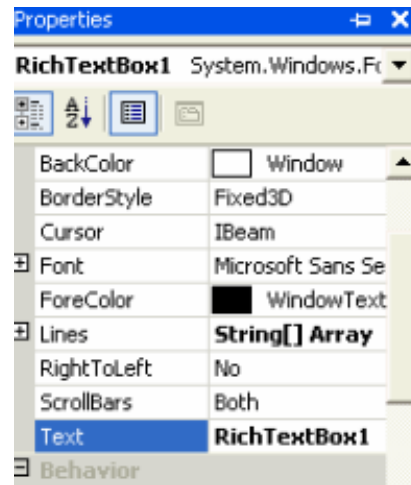 Properties
RichTextBox1 System.Windows.Fo
BackColor Window
BorderStyle Fixed3D
Cursor IBeam
Font Microsoft Sans Se
ForeColor WindowText
Lines String[] Array
RightToLeft No
ScrollBars Both
Text RichTextBox1
Behavior